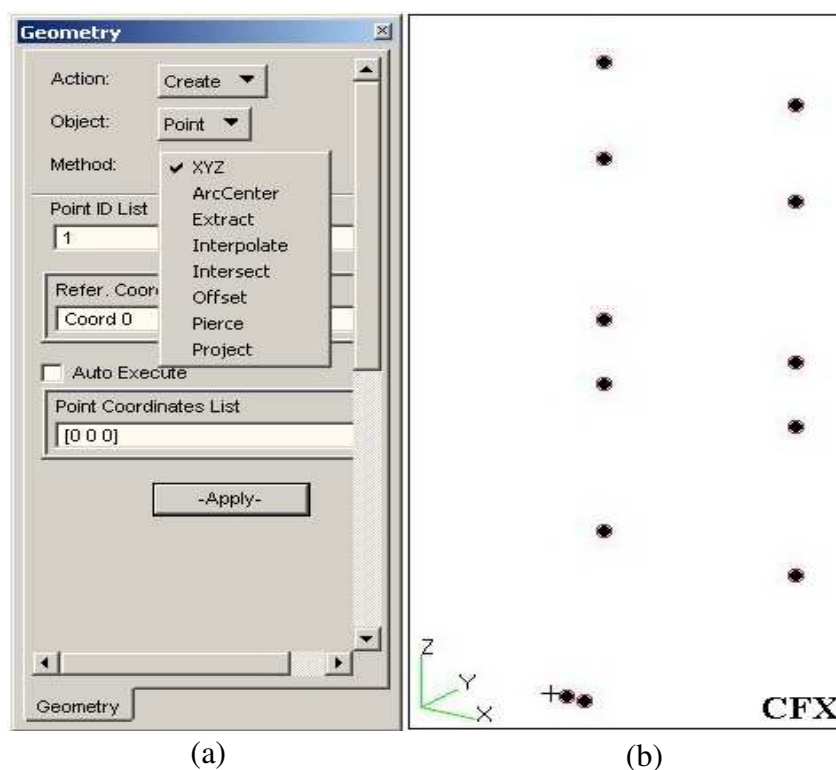 Geometry
Action: Create
Object: Point
Method:
XYZ
ArcCenter
Extract
Interpolate
Intersect
Offset
Pierce
Project
Point ID List
1
Refer. Coor
Coord 0
Auto Execute
Point Coordinates List
[0 0 0]
-Apply-
Geometry
Z
Y
X
CFX
(a)
(b)